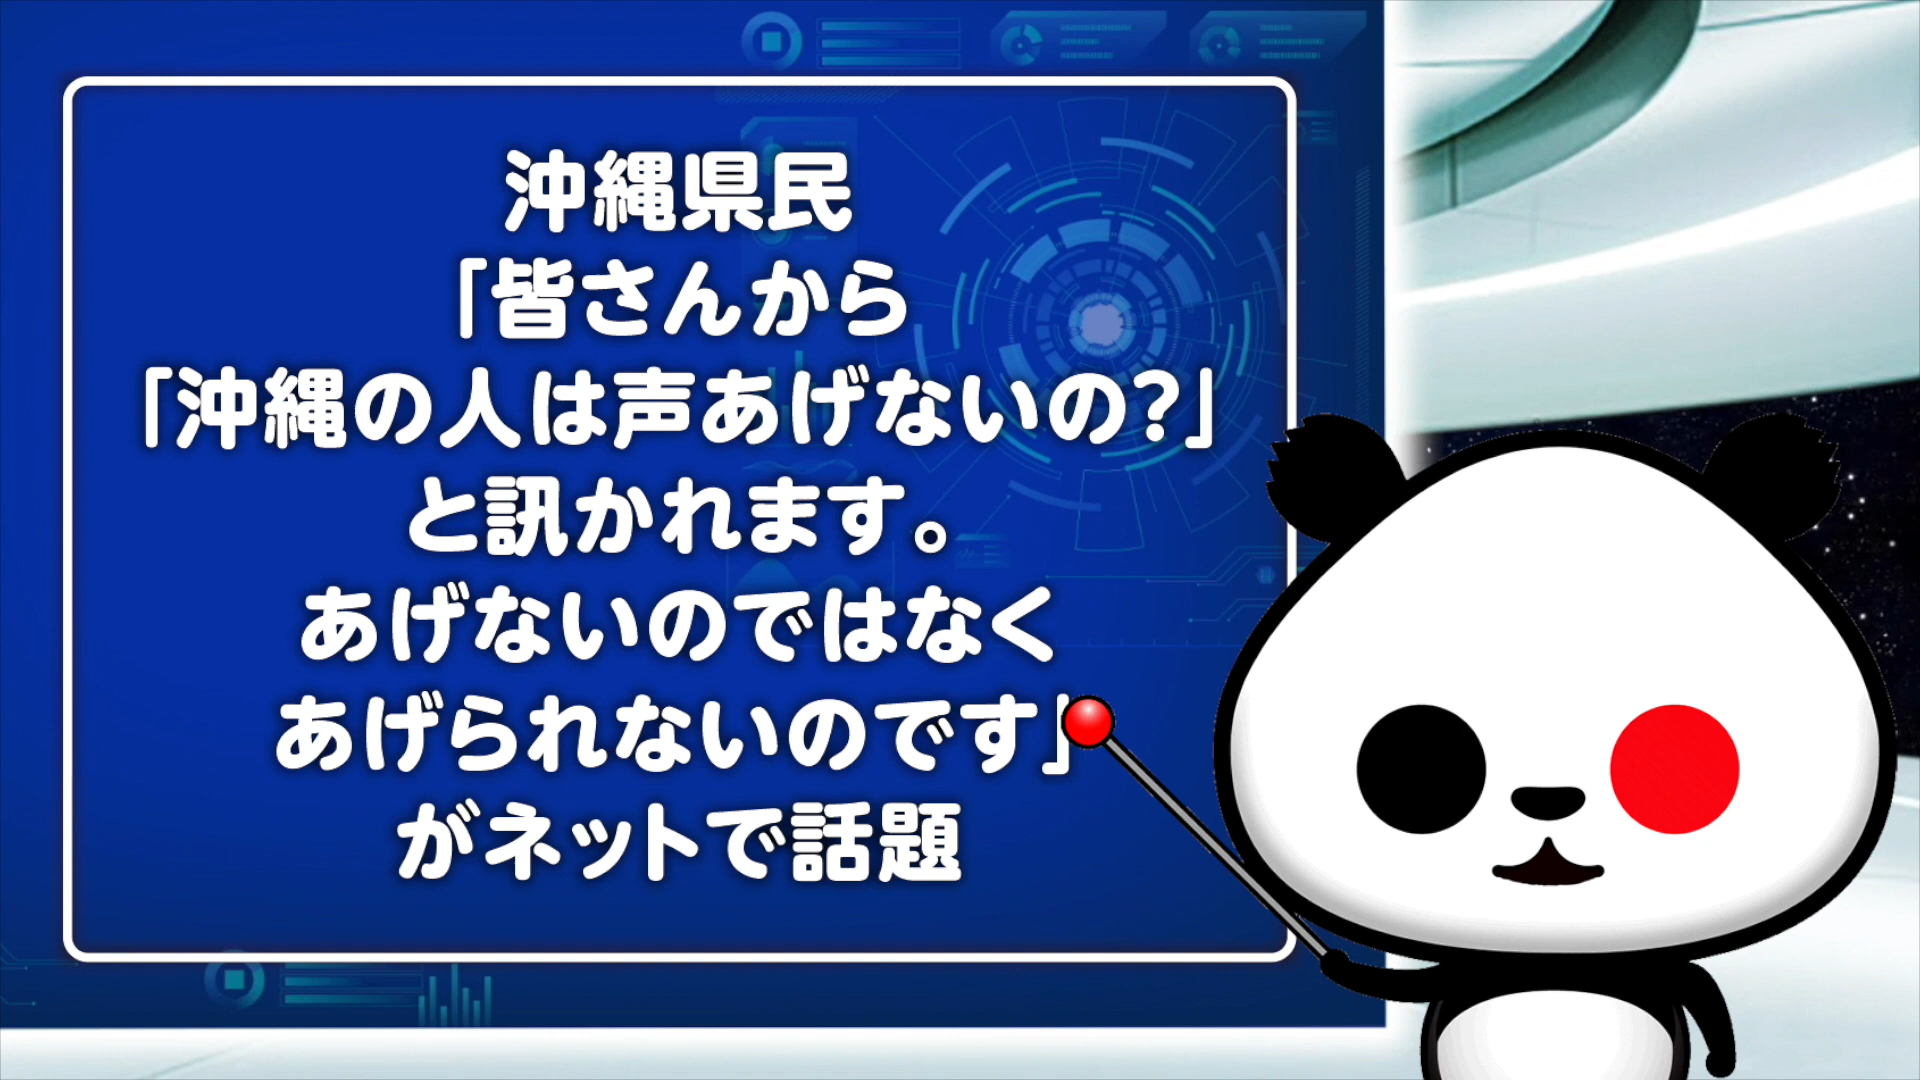 沖縄県民
「皆さんから
「沖縄の人は声あげないの?」
と訊かれます。
あげないのではなく
あげられないのです」
がネットで話題